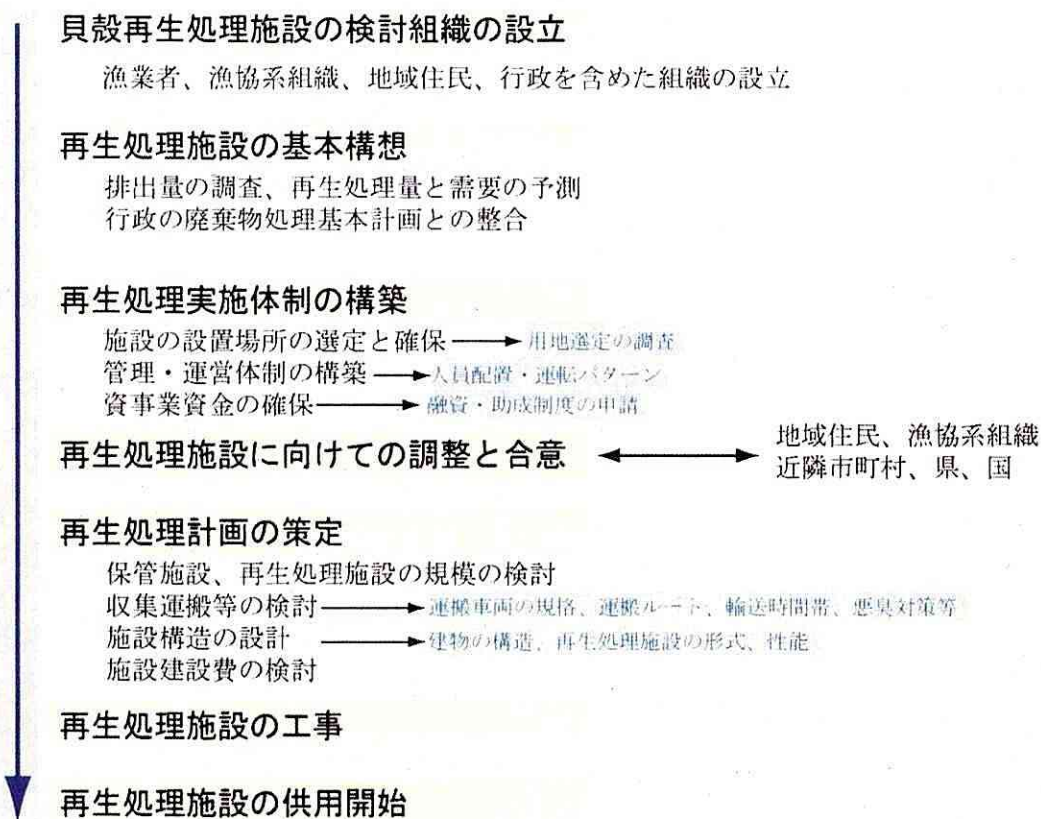 貝殻再生処理施設の検討組織の設立
漁業者、漁協系組織、地域住民、行政を含めた組織の設立
再生処理施設の基本構想
排出量の調査、再生処理量と需要の予測
行政の廃棄物処理基本計画との整合
再生処理実施体制の構築
施設の設置場所の選定と確保 用地選定の調査
管理・運営体制の構築 人員配置・運転パターン
資事業資金の確保 融資・助成制度の申請
再生処理施設に向けての調整と合意
地域住民、漁協系組織
近隣市町村、県、国
再生処理計画の策定
保管施設、再生処理施設の規模の検討
収集運搬等の検討 運搬車両の規格、運搬ルート、輸送時間帯、悪臭対策等
施設構造の設計 建物の構造、再生処理施設の形式、性能
施設建設費の検討
再生処理施設の工事
再生処理施設の供用開始